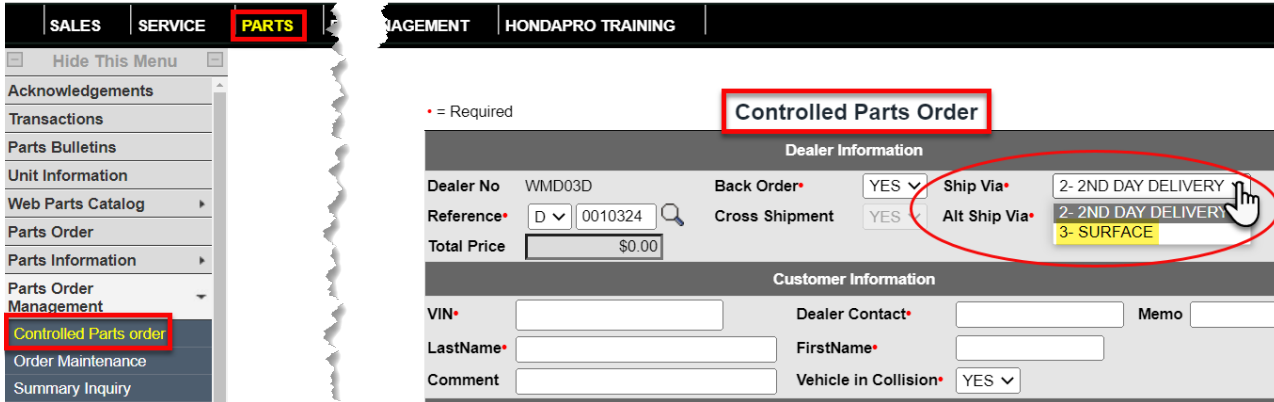 SALES SERVICE PARTS NAGEMENT HONDAPRO TRAINING
Hide This Menu
Acknowledgements
Transactions
Parts Bulletins
Unit Information
Web Parts Catalog
Parts Order
Parts Information
Parts Order
Management
Controlled Parts order
Order Maintenance
Summary Inquiry
• = Required
Controlled Parts Order
Dealer Information
Dealer No WMD03D Back Order• YES Ship Via• 2- 2ND DAY DELIVERY
Reference• D 0010324 Cross Shipment YES Alt Ship Via• 2- 2ND DAY DELIVERY
3- SURFACE
Total Price $0.00
Customer Information
VIN• Dealer Contact• Memo
LastName• FirstName•
Comment Vehicle in Collision• YES